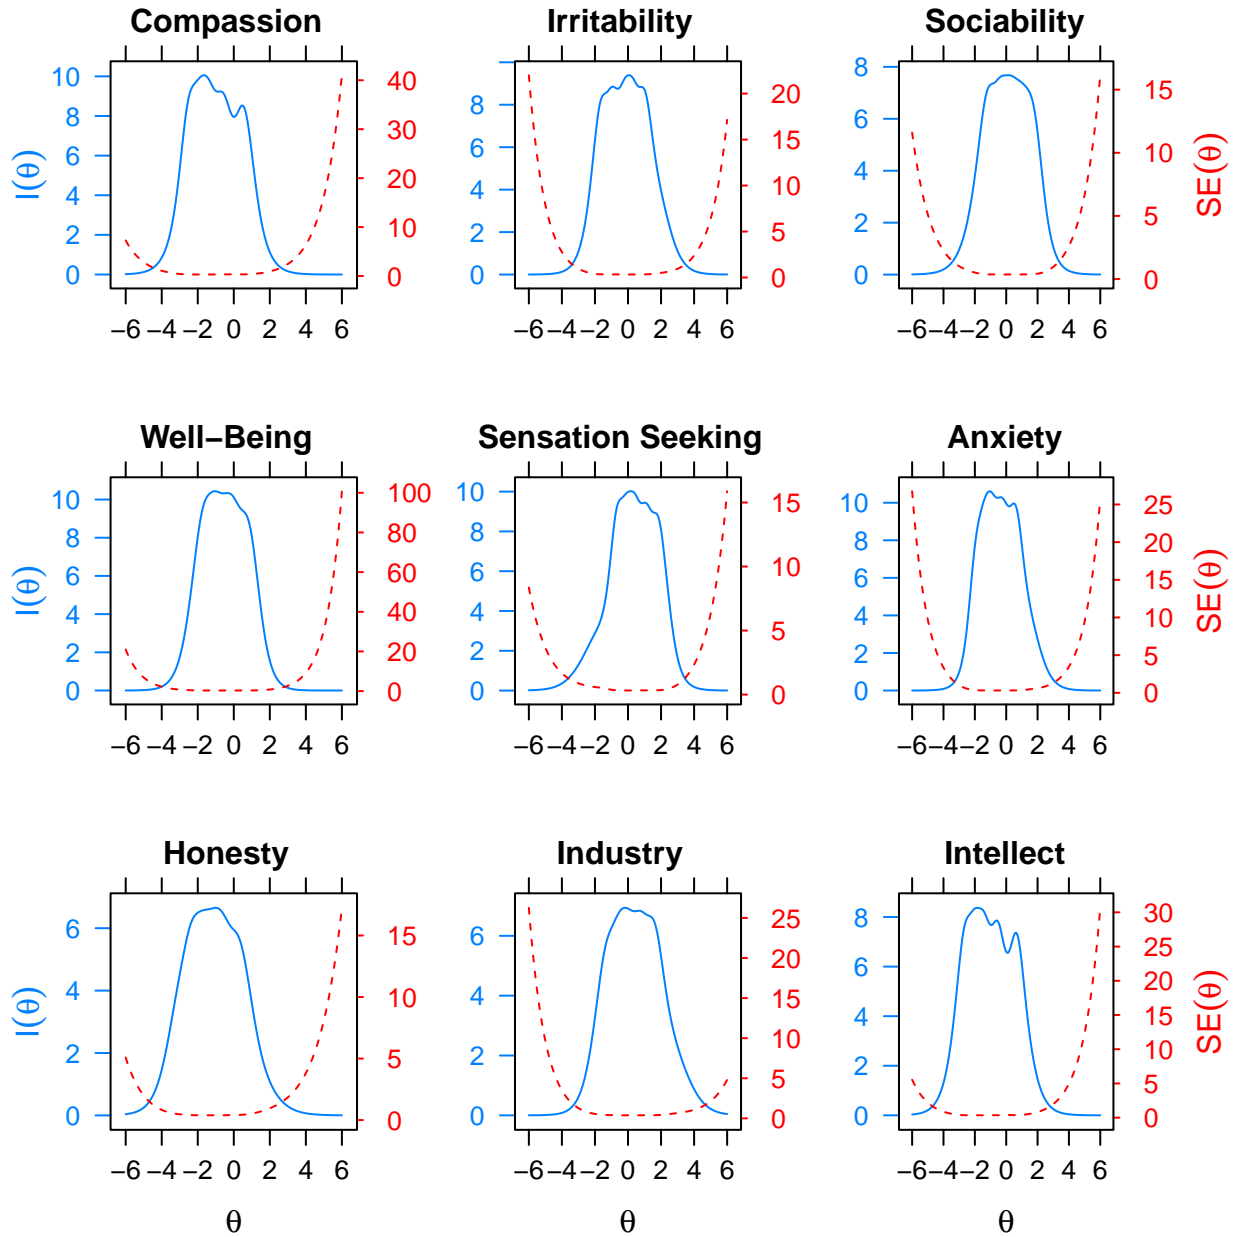 Compassion Irritability Sociability
I(θ) 10 8 6 4 2 0 40 30 20 10 0 8 6 4 2 0 20 15 10 5 0 8 6 4 2 0 15 10 5 0 SE(θ)
−6 −4 −2 0 2 4 6 −6 −4 −2 0 2 4 6 −6 −4 −2 0 2 4 6
Well−Being Sensation Seeking Anxiety
I(θ) 10 8 6 4 2 0 100 80 60 40 20 0 10 8 6 4 2 0 15 10 5 0 10 8 6 4 2 0 25 20 15 10 5 0 SE(θ)
−6 −4 −2 0 2 4 6 −6 −4 −2 0 2 4 6 −6 −4 −2 0 2 4 6
Honesty Industry Intellect
I(θ) 6 4 2 0 15 10 5 0 6 4 2 0 25 20 15 10 5 0 8 6 4 2 0 30 25 20 15 10 5 0 SE(θ)
−6 −4 −2 0 2 4 6 −6 −4 −2 0 2 4 6 −6 −4 −2 0 2 4 6
θ θ θ